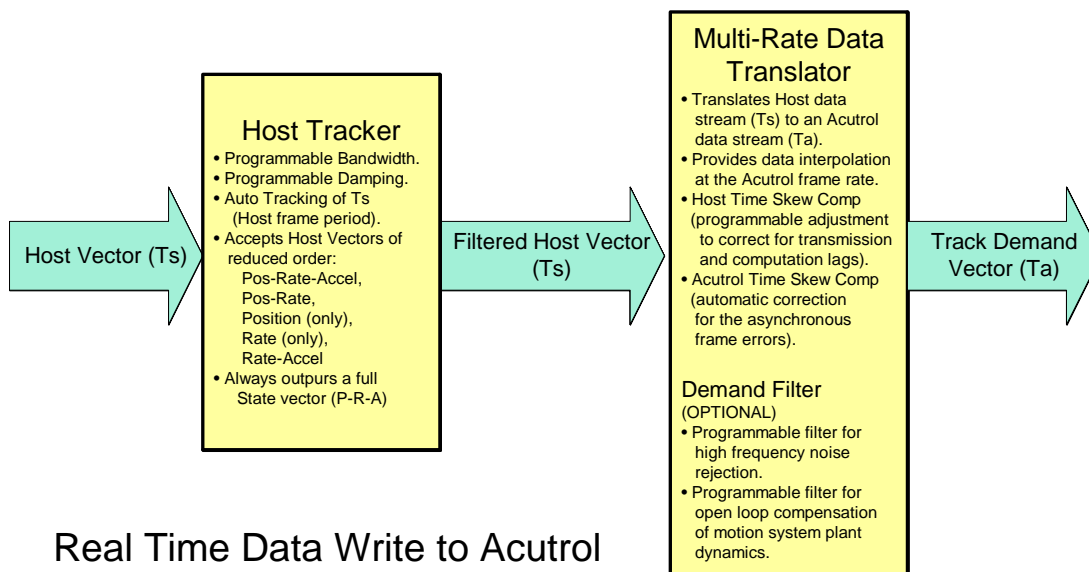 Host Vector (Ts)
Host Tracker
• Programmable Bandwidth.
• Programmable Damping.
• Auto Tracking of Ts
(Host frame period).
• Accepts Host Vectors of
reduced order:
Pos-Rate-Accel,
Pos-Rate,
Position (only),
Rate (only),
Rate-Accel
• Always outpurs a full
State vector (P-R-A)
Filtered Host Vector
(Ts)
Multi-Rate Data
Translator
• Translates Host data
stream (Ts) to an Acutrol
data stream (Ta).
• Provides data interpolation
at the Acutrol frame rate.
• Host Time Skew Comp
(programmable adjustment
to correct for transmission
and computation lags).
• Acutrol Time Skew Comp
(automatic correction
for the asynchronous
frame errors).
Demand Filter
(OPTIONAL)
• Programmable filter for
high frequency noise
rejection.
• Programmable filter for
open loop compensation
of motion system plant
dynamics.
Track Demand
Vector (Ta)
Real Time Data Write to Acutrol